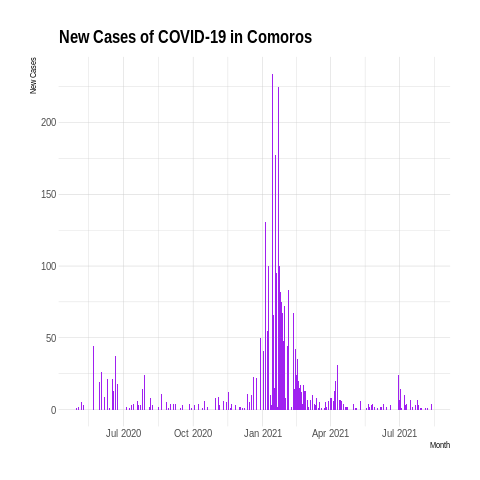 New Cases of COVID-19 in Comoros
New Cases
200
150
100
50
0
Jul 2020 Oct 2020 Jan 2021 Apr 2021 Jul 2021
Month